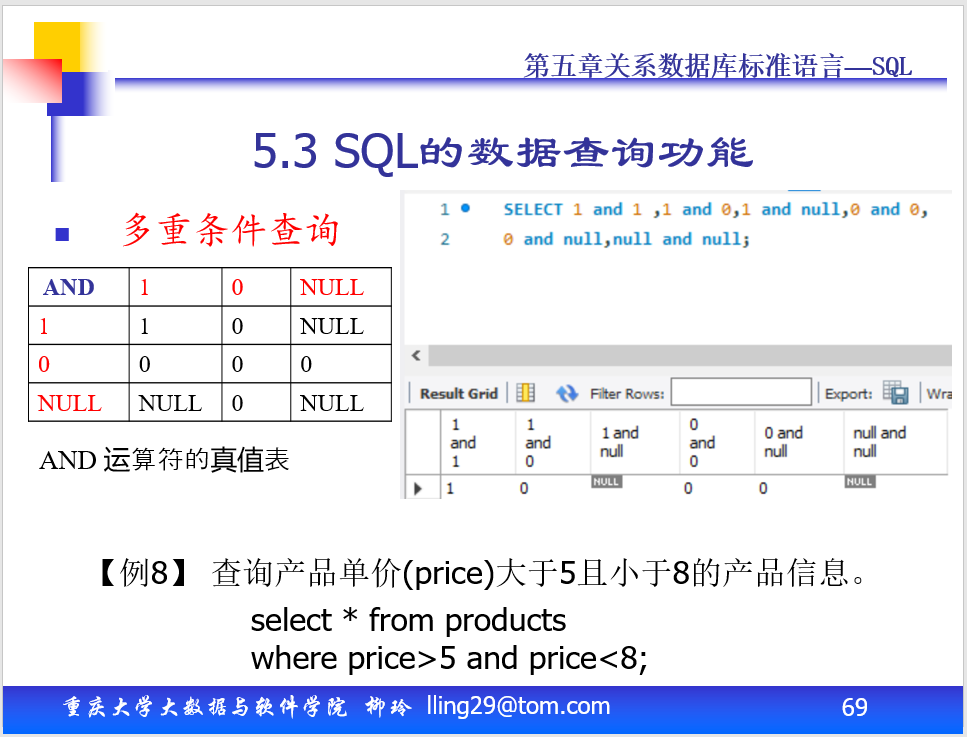 第五章关系数据库标准语言—SQL
5.3 SQL的数据查询功能
多重条件查询
AND 1 0 NULL
1 1 0 NULL
0 0 0 0
NULL NULL 0 NULL
AND 运算符的真值表
1 SELECT 1 and 1 ,1 and 0,1 and null,0 and 0,
2 0 and null,null and null;
Result Grid Filter Rows: Export: Wra
1 and 1 1 and 0 1 and null 0 and 0 0 and null null and null
1 0 NULL 0 0 NULL
【例8】 查询产品单价(price)大于5且小于8的产品信息。
select * from products
where price>5 and price<8;
重庆大学大数据与软件学院 柳玲 lling29@tom.com 69